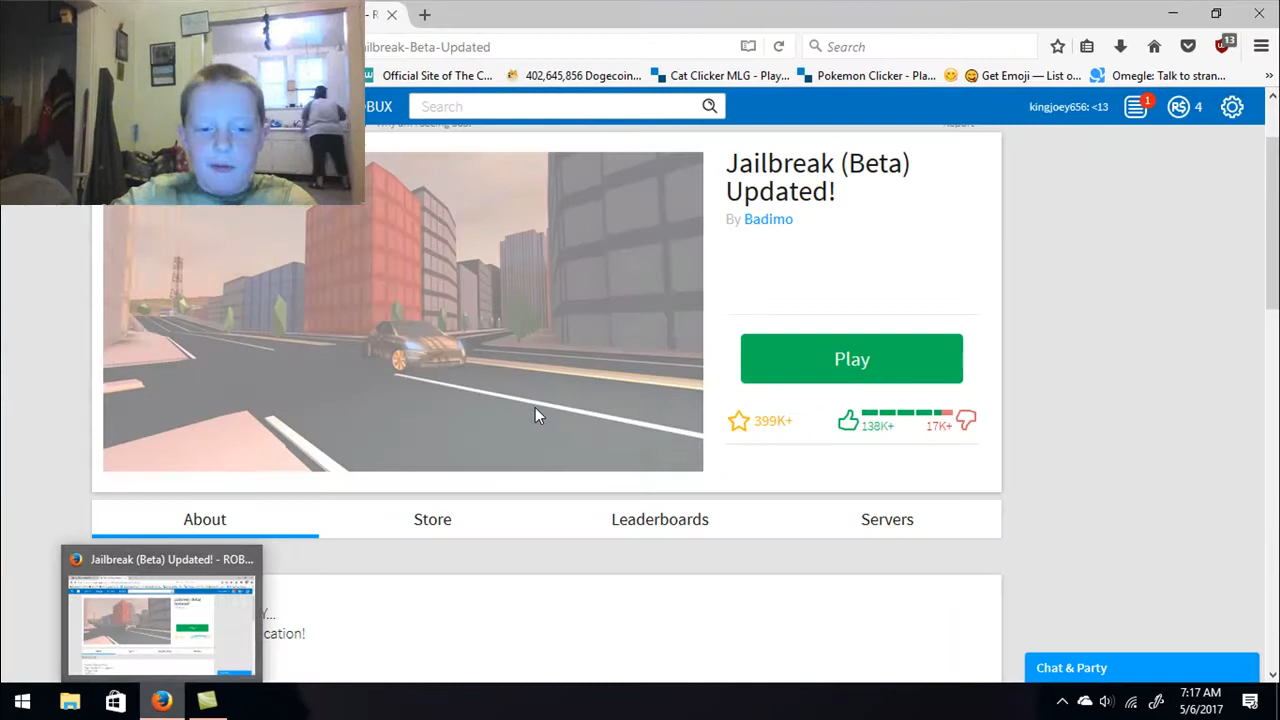 - R
ailbreak-Beta-Updated
Search
Official Site of The C...
402,645,856 Dogecoin...
Cat Clicker MLG - Play...
Pokemon Clicker - Pla...
Get Emoji — List o...
Omegle: Talk to stran...
13
BUX
Search
kingjoey656: <13
1
R$ 4
Report
Jailbreak (Beta)
Updated!
By Badimo
Play
399K+
138K+
17K+
About
Store
Leaderboards
Servers
Jailbreak (Beta) Updated! - ROB...
Y...
cation!
Chat & Party
7:17 AM
5/6/2017